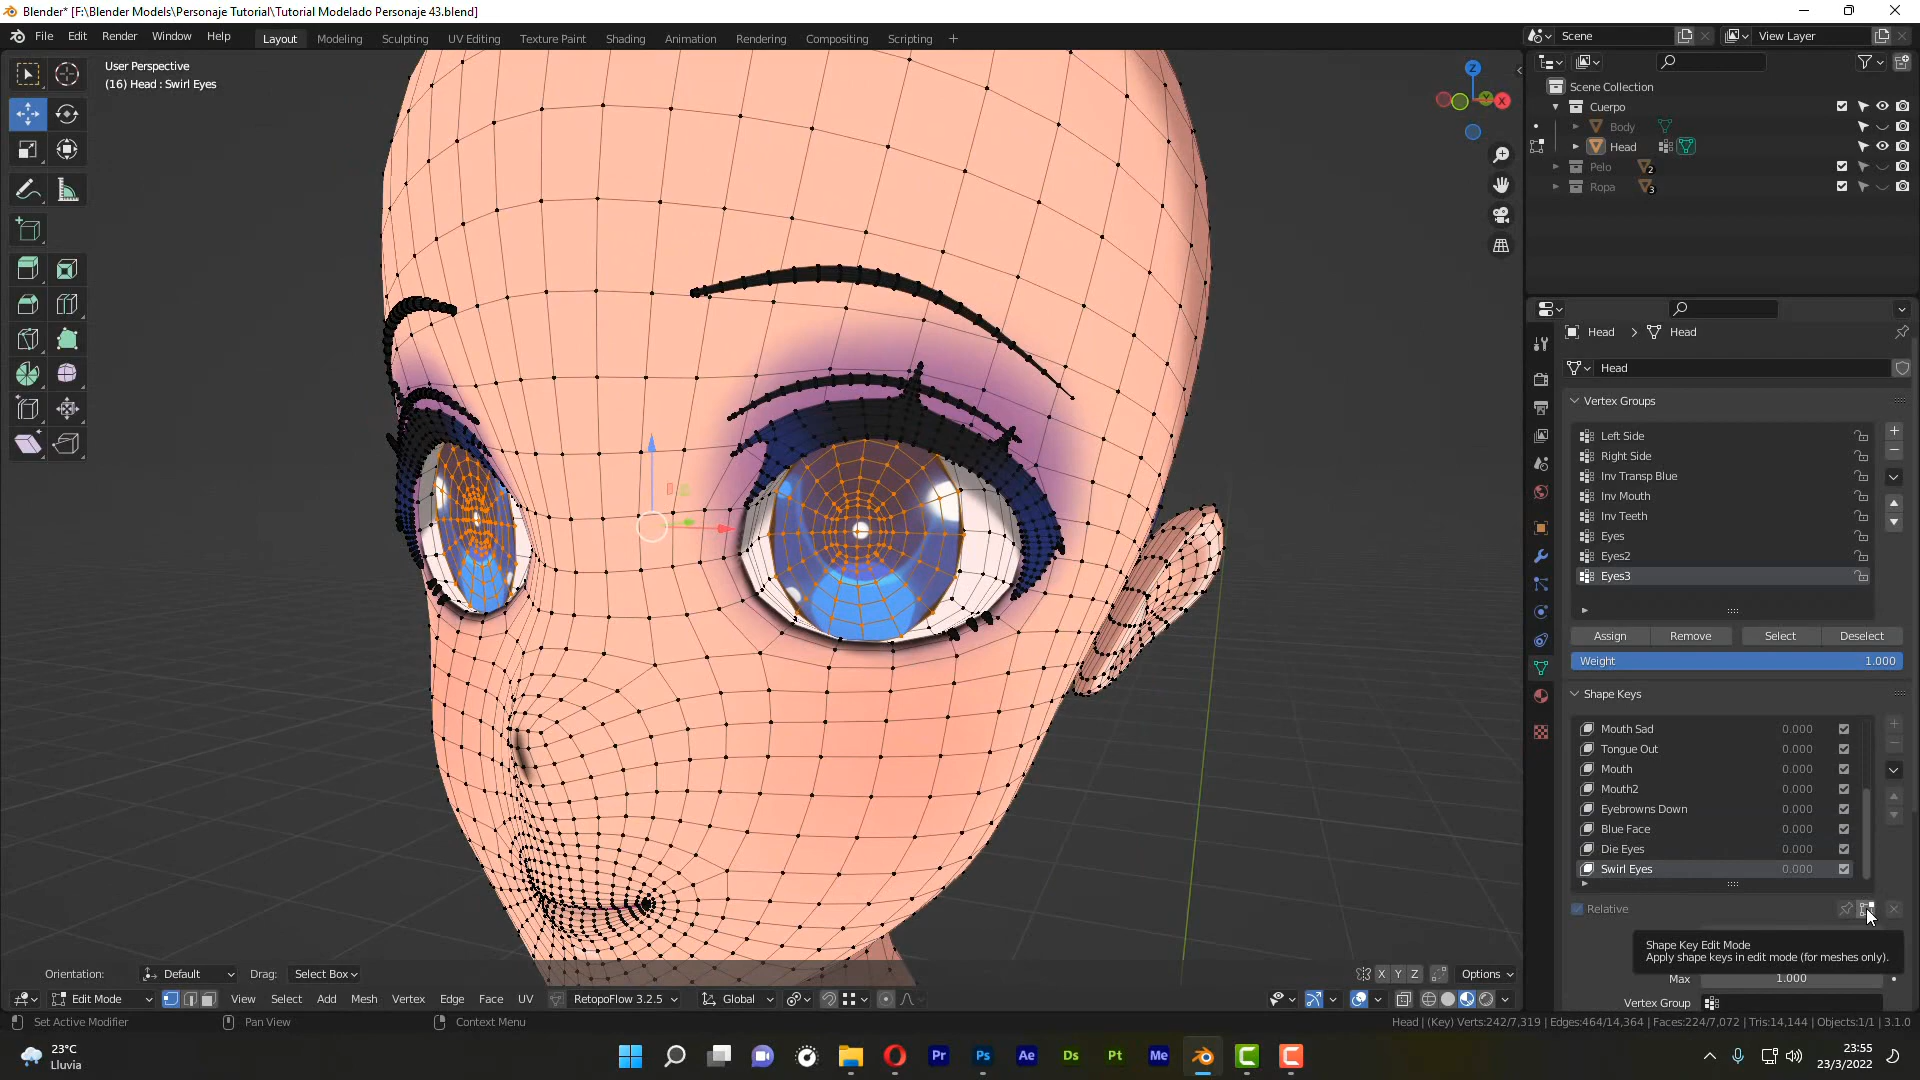 Blender* [F:\Blender Models\Personaje Tutorial\Tutorial Modelado Personaje 43.blend]
File Edit Render Window Help Layout Modeling Sculpting UV Editing Texture Paint Shading Animation Rendering Compositing Scripting + Scene View Layer
User Perspective
(16) Head : Swirl Eyes
Z
Y
X
Scene Collection
Cuerpo
Body
Head
Pelo 2
Ropa 3
Head > Head
Head
Vertex Groups
Left Side
Right Side
Inv Transp Blue
Inv Mouth
Inv Teeth
Eyes
Eyes2
Eyes3
Assign Remove Select Deselect
Weight 1.000
Shape Keys
Mouth Sad 0.000
Tongue Out 0.000
Mouth 0.000
Mouth2 0.000
Eyebrowns Down 0.000
Blue Face 0.000
Die Eyes 0.000
Swirl Eyes 0.000
Relative
Shape Key Edit Mode
Apply shape keys in edit mode (for meshes only).
Max 1.000
Vertex Group
Orientation: Default Drag: Select Box X Y Z Options
Edit Mode View Select Add Mesh Vertex Edge Face UV RetopoFlow 3.2.5 Global
Set Active Modifier Pan View Context Menu Head | (Key) Verts:242/7,319 | Edges:464/14,364 | Faces:224/7,072 | Tris:14,144 | Objects:1/1 | 3.1.0
23°C
Lluvia
Pr Ps Ae Ds Pt Me
23:55
23/3/2022